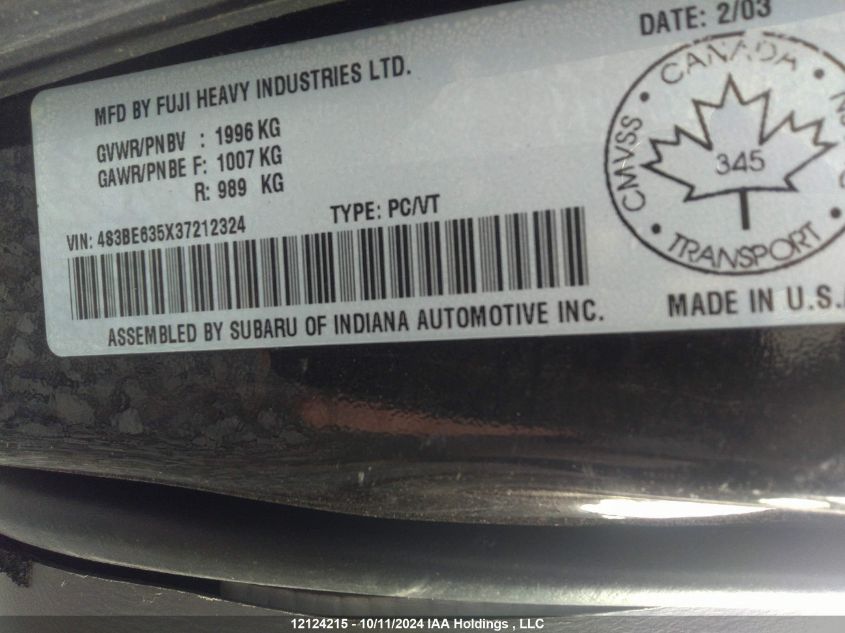 DATE: 2/03
MFD BY FUJI HEAVY INDUSTRIES LTD.
GVWR/PNBV : 1996 KG
GAWR/PNBE F: 1007 KG
R: 989 KG
VIN: 4S3BE635X37212324
TYPE: PC/VT
CANADA
CMVSS
345
TRANSPORT
ASSEMBLED BY SUBARU OF INDIANA AUTOMOTIVE INC.
MADE IN U.S.A
12124215 - 10/11/2024 IAA Holdings , LLC